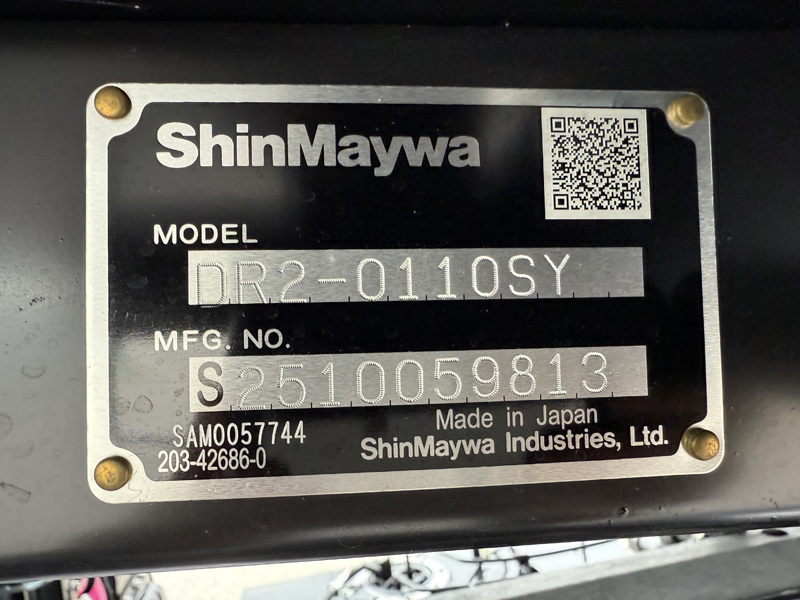 ShinMaywa
MODEL
DR2-0110SY
MFG. NO.
S2510059813
SAM0057744
Made in Japan
203-42686-0
ShinMaywa Industries, Ltd.